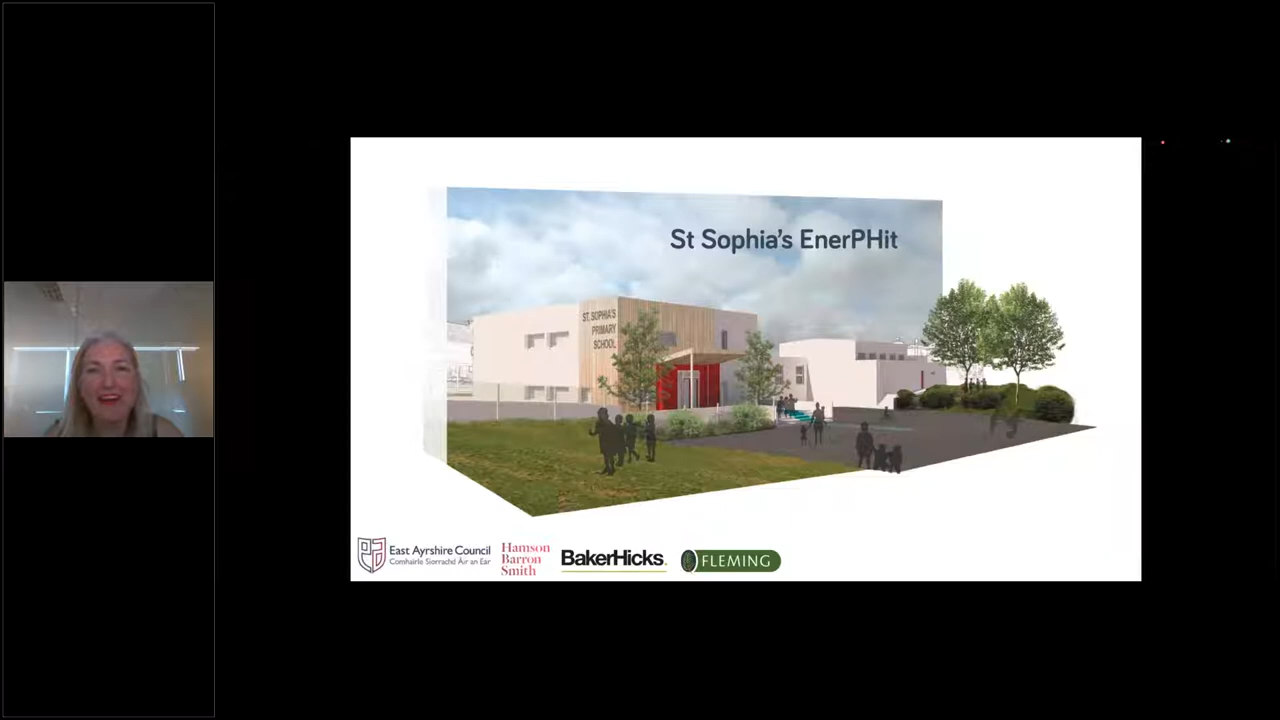 St Sophia's EnerPHit
ST. SOPHIA'S
PRIMARY
SCHOOL
East Ayrshire Council
Comhairle Siorrachd Àir an Ear
Hamson
Barron
Smith
BakerHicks.
FLEMING